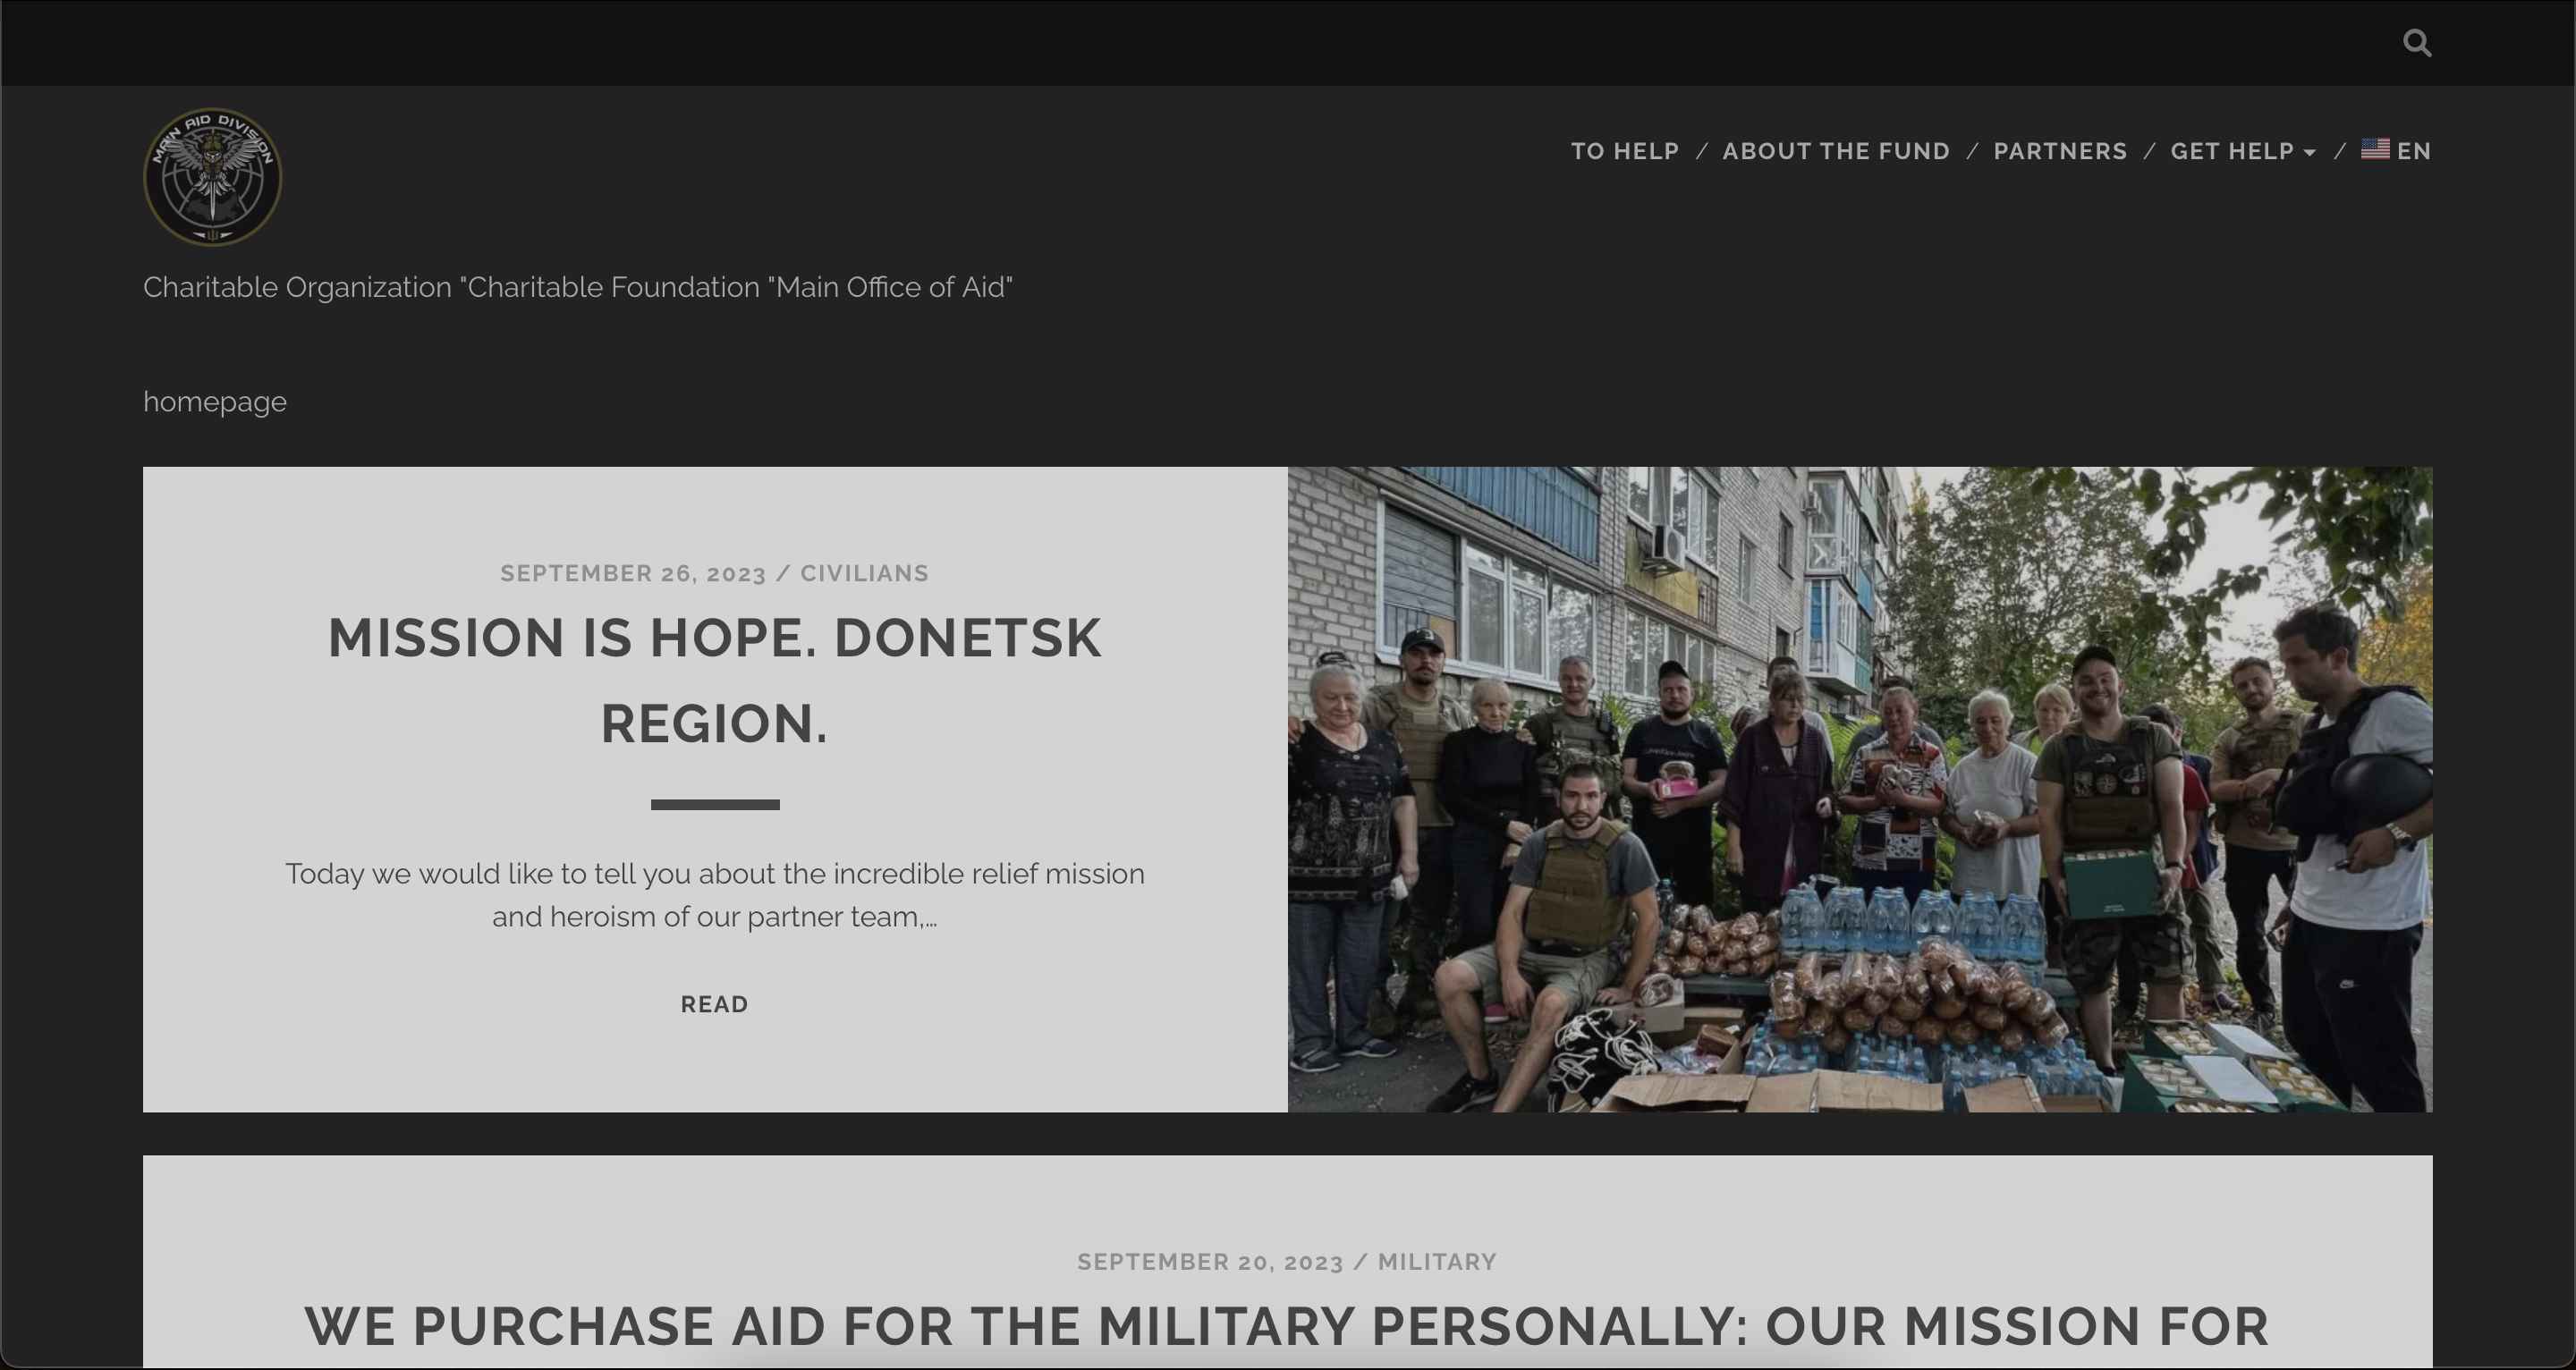 MAIN AID DIVISION
TO HELP / ABOUT THE FUND / PARTNERS / GET HELP / EN
Charitable Organization "Charitable Foundation "Main Office of Aid"
homepage
SEPTEMBER 26, 2023 / CIVILIANS
MISSION IS HOPE. DONETSK
REGION.
Today we would like to tell you about the incredible relief mission
and heroism of our partner team,…
READ
SEPTEMBER 20, 2023 / MILITARY
WE PURCHASE AID FOR THE MILITARY PERSONALLY: OUR MISSION FOR